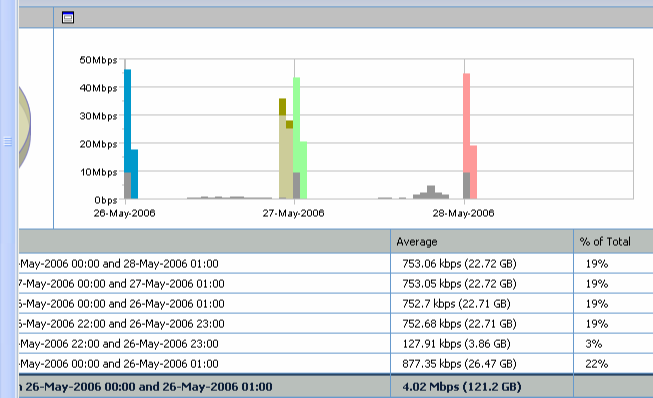 50Mbps
40Mbps
30Mbps
20Mbps
10Mbps
0bps
26-May-2006 27-May-2006 28-May-2006
Average % of Total
-May-2006 00:00 and 28-May-2006 01:00 753.06 kbps (22.72 GB) 19%
7-May-2006 00:00 and 27-May-2006 01:00 753.05 kbps (22.72 GB) 19%
6-May-2006 00:00 and 26-May-2006 01:00 752.7 kbps (22.71 GB) 19%
6-May-2006 22:00 and 26-May-2006 23:00 752.68 kbps (22.71 GB) 19%
-May-2006 22:00 and 26-May-2006 23:00 127.91 kbps (3.86 GB) 3%
-May-2006 00:00 and 26-May-2006 01:00 877.35 kbps (26.47 GB) 22%
n 26-May-2006 00:00 and 26-May-2006 01:00 4.02 Mbps (121.2 GB)